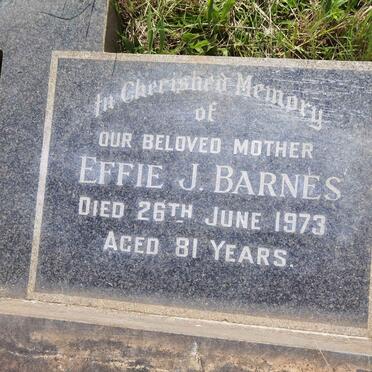 In Cherished Memory
of
OUR BELOVED MOTHER
EFFIE J. BARNES
DIED 26TH JUNE 1973
AGED 81 YEARS.